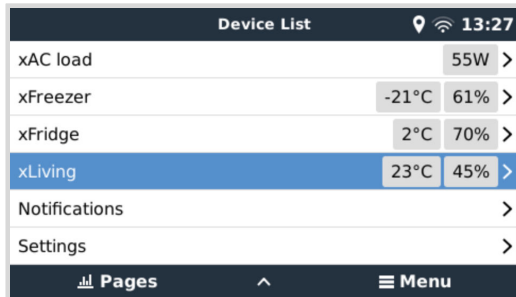 Device List 13:27
xAC load 55W
xFreezer -21°C 61%
xFridge 2°C 70%
xLiving 23°C 45%
Notifications
Settings
Pages Menu